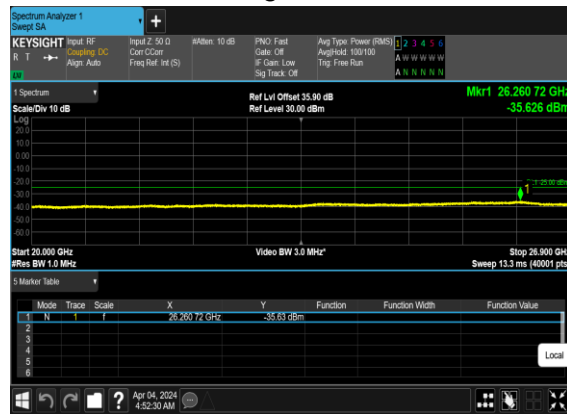 Spectrum Analyzer 1
Swept SA
+
KEYSIGHT Input: RF Input Z: 50 Ω #Atten: 10 dB PNO: Fast Avg Type: Power (RMS) 1 2 3 4 5 6
R T Coupling: DC Corr CCorr Gate: Off Avg|Hold: 100/100 A W W W W W
Align: Auto Freq Ref: Int (S) IF Gain: Low Trig: Free Run
Sig Track: Off A N N N N N
1 Spectrum Ref Lvl Offset 35.90 dB Mkr1 26.260 72 GHz
Scale/Div 10 dB Ref Level 30.00 dBm -35.626 dBm
Log
20.0
10.0
0.00
-10.0
-20.0
-25.00 dBm
-30.0
1
-40.0
-50.0
-60.0
Start 20.000 GHz Video BW 3.0 MHz* Stop 26.900 GHz
#Res BW 1.0 MHz Sweep 13.3 ms (40001 pts)
5 Marker Table
Mode Trace Scale X Y Function Function Width Function Value
1 N 1 f 26.260 72 GHz -35.63 dBm
2
3
4
5
6
Local
? Apr 04, 2024
4:52:30 AM